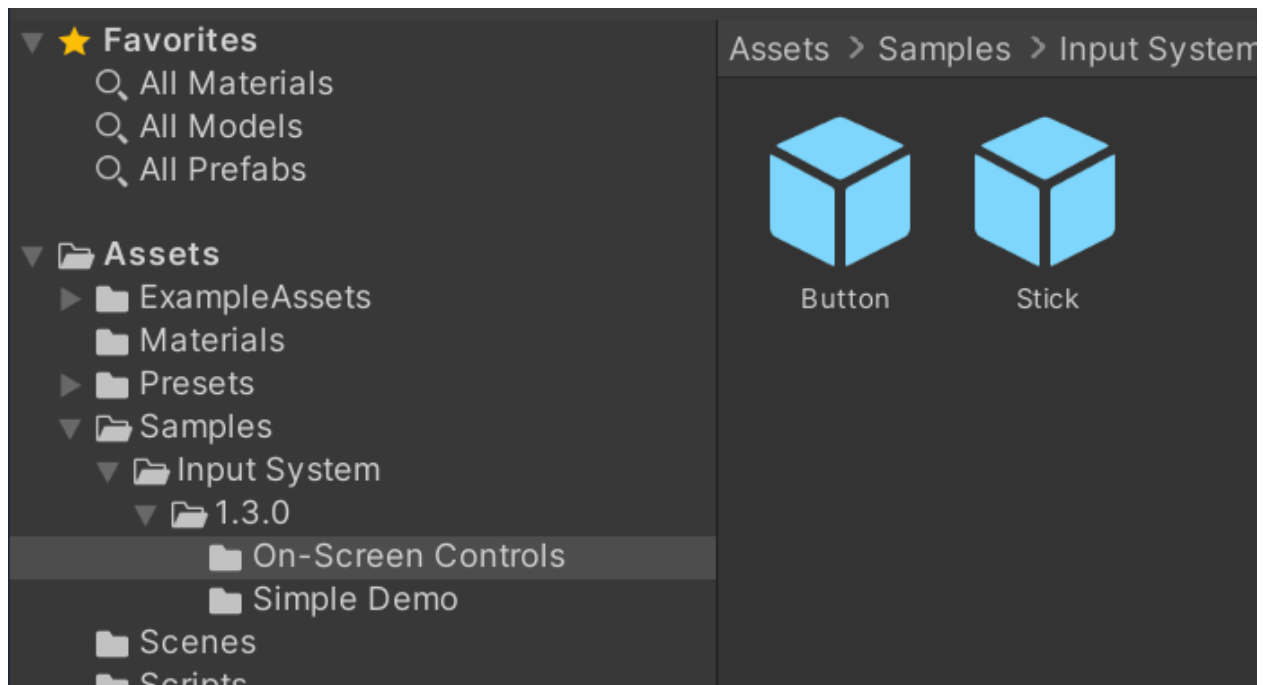 Favorites
All Materials
All Models
All Prefabs
Assets
ExampleAssets
Materials
Presets
Samples
Input System
1.3.0
On-Screen Controls
Simple Demo
Scenes
Scripts
Assets > Samples > Input System
Button
Stick